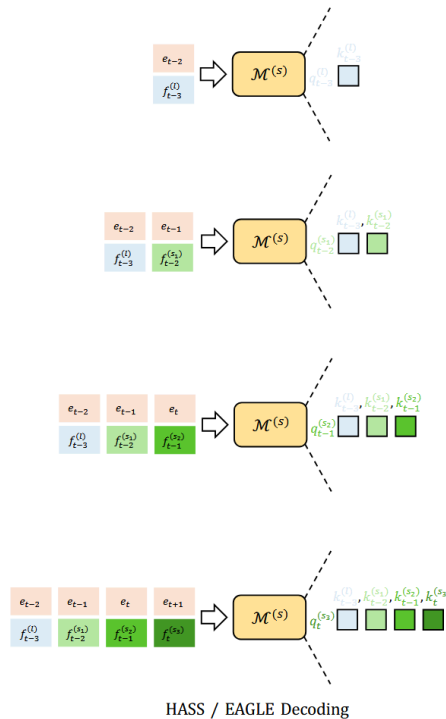 k_{t-3}^{(l)}
e_{t-2} M^{(s)} q_{t-3}^{(l)}
f_{t-3}^{(l)}
k_{t-3}^{(l)}, k_{t-2}^{(s_1)}
e_{t-2} e_{t-1} M^{(s)} q_{t-2}^{(s_1)}
f_{t-3}^{(l)} f_{t-2}^{(s_1)}
k_{t-3}^{(l)}, k_{t-2}^{(s_1)}, k_{t-1}^{(s_2)}
e_{t-2} e_{t-1} e_t M^{(s)} q_{t-1}^{(s_2)}
f_{t-3}^{(l)} f_{t-2}^{(s_1)} f_{t-1}^{(s_2)}
k_{t-3}^{(l)}, k_{t-2}^{(s_1)}, k_{t-1}^{(s_2)}, k_t^{(s_3)}
e_{t-2} e_{t-1} e_t e_{t+1} M^{(s)} q_t^{(s_3)}
f_{t-3}^{(l)} f_{t-2}^{(s_1)} f_{t-1}^{(s_2)} f_t^{(s_3)}
HASS / EAGLE Decoding